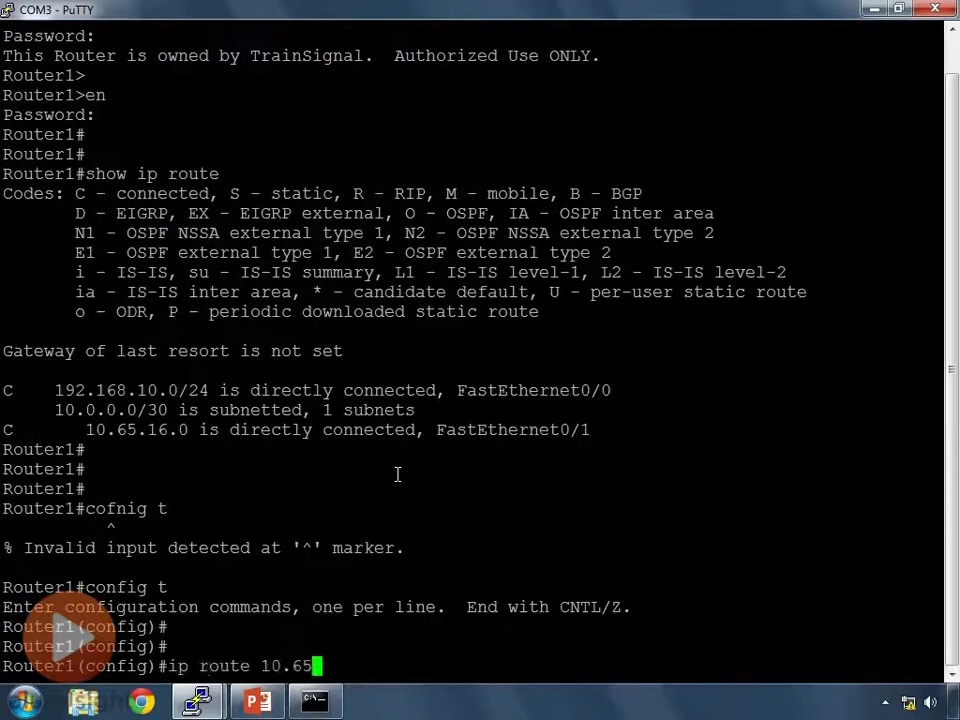 COM3 - PuTTY
Password:
This Router is owned by TrainSignal.  Authorized Use ONLY.
Router1>
Router1>en
Password:
Router1#
Router1#
Router1#show ip route
Codes: C - connected, S - static, R - RIP, M - mobile, B - BGP
       D - EIGRP, EX - EIGRP external, O - OSPF, IA - OSPF inter area
       N1 - OSPF NSSA external type 1, N2 - OSPF NSSA external type 2
       E1 - OSPF external type 1, E2 - OSPF external type 2
       i - IS-IS, su - IS-IS summary, L1 - IS-IS level-1, L2 - IS-IS level-2
       ia - IS-IS inter area, * - candidate default, U - per-user static route
       o - ODR, P - periodic downloaded static route
Gateway of last resort is not set
C    192.168.10.0/24 is directly connected, FastEthernet0/0
     10.0.0.0/30 is subnetted, 1 subnets
C       10.65.16.0 is directly connected, FastEthernet0/1
Router1#
Router1#
Router1#
Router1#cofnig t
          ^
% Invalid input detected at '^' marker.
Router1#config t
Enter configuration commands, one per line.  End with CNTL/Z.
Router1(config)#
Router1(config)#
Router1(config)#ip route 10.65